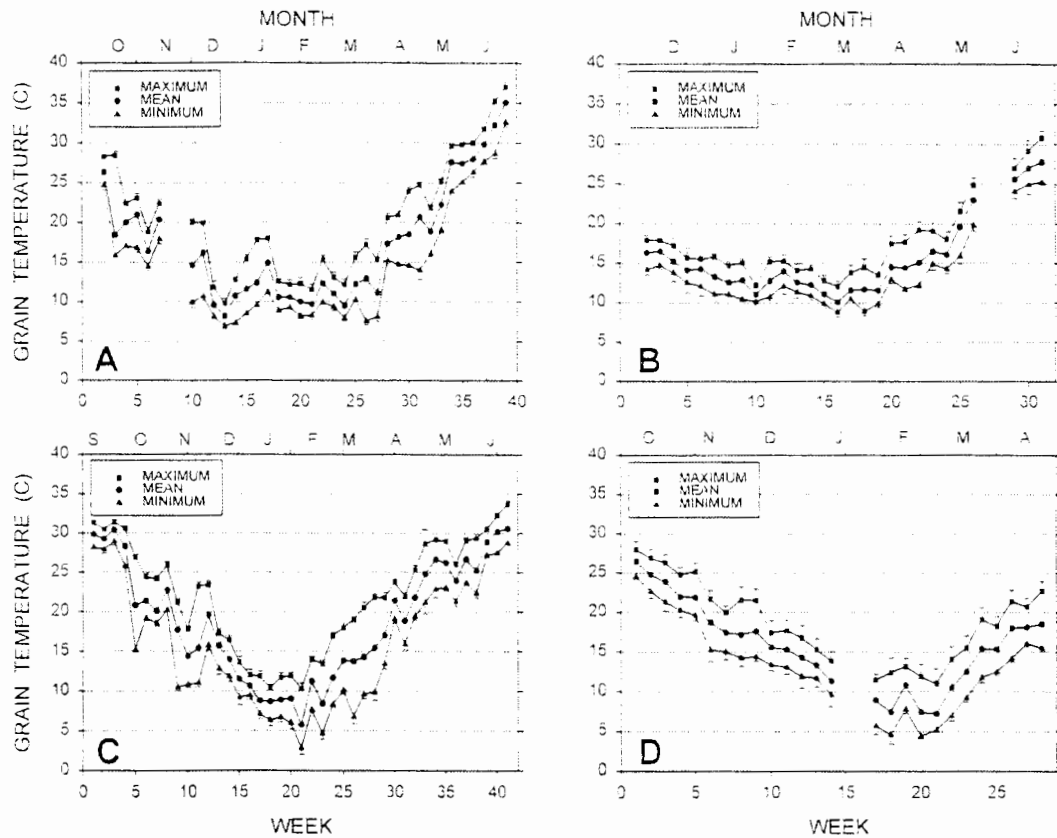 MONTH
O N D J F M A M J
40
35
30
25
20
15
10
5
0
GRAIN TEMPERATURE (C)
MAXIMUM
MEAN
MINIMUM
A
0 5 10 15 20 25 30 35 40
MONTH
D J F M A M J
40
35
30
25
20
15
10
5
0
MAXIMUM
MEAN
MINIMUM
B
0 5 10 15 20 25 30
S O N D J F M A M J
40
35
30
25
20
15
10
5
0
GRAIN TEMPERATURE (C)
MAXIMUM
MEAN
MINIMUM
C
0 5 10 15 20 25 30 35 40
WEEK
O N D J F M A
40
35
30
25
20
15
10
5
0
MAXIMUM
MEAN
MINIMUM
D
0 5 10 15 20 25
WEEK